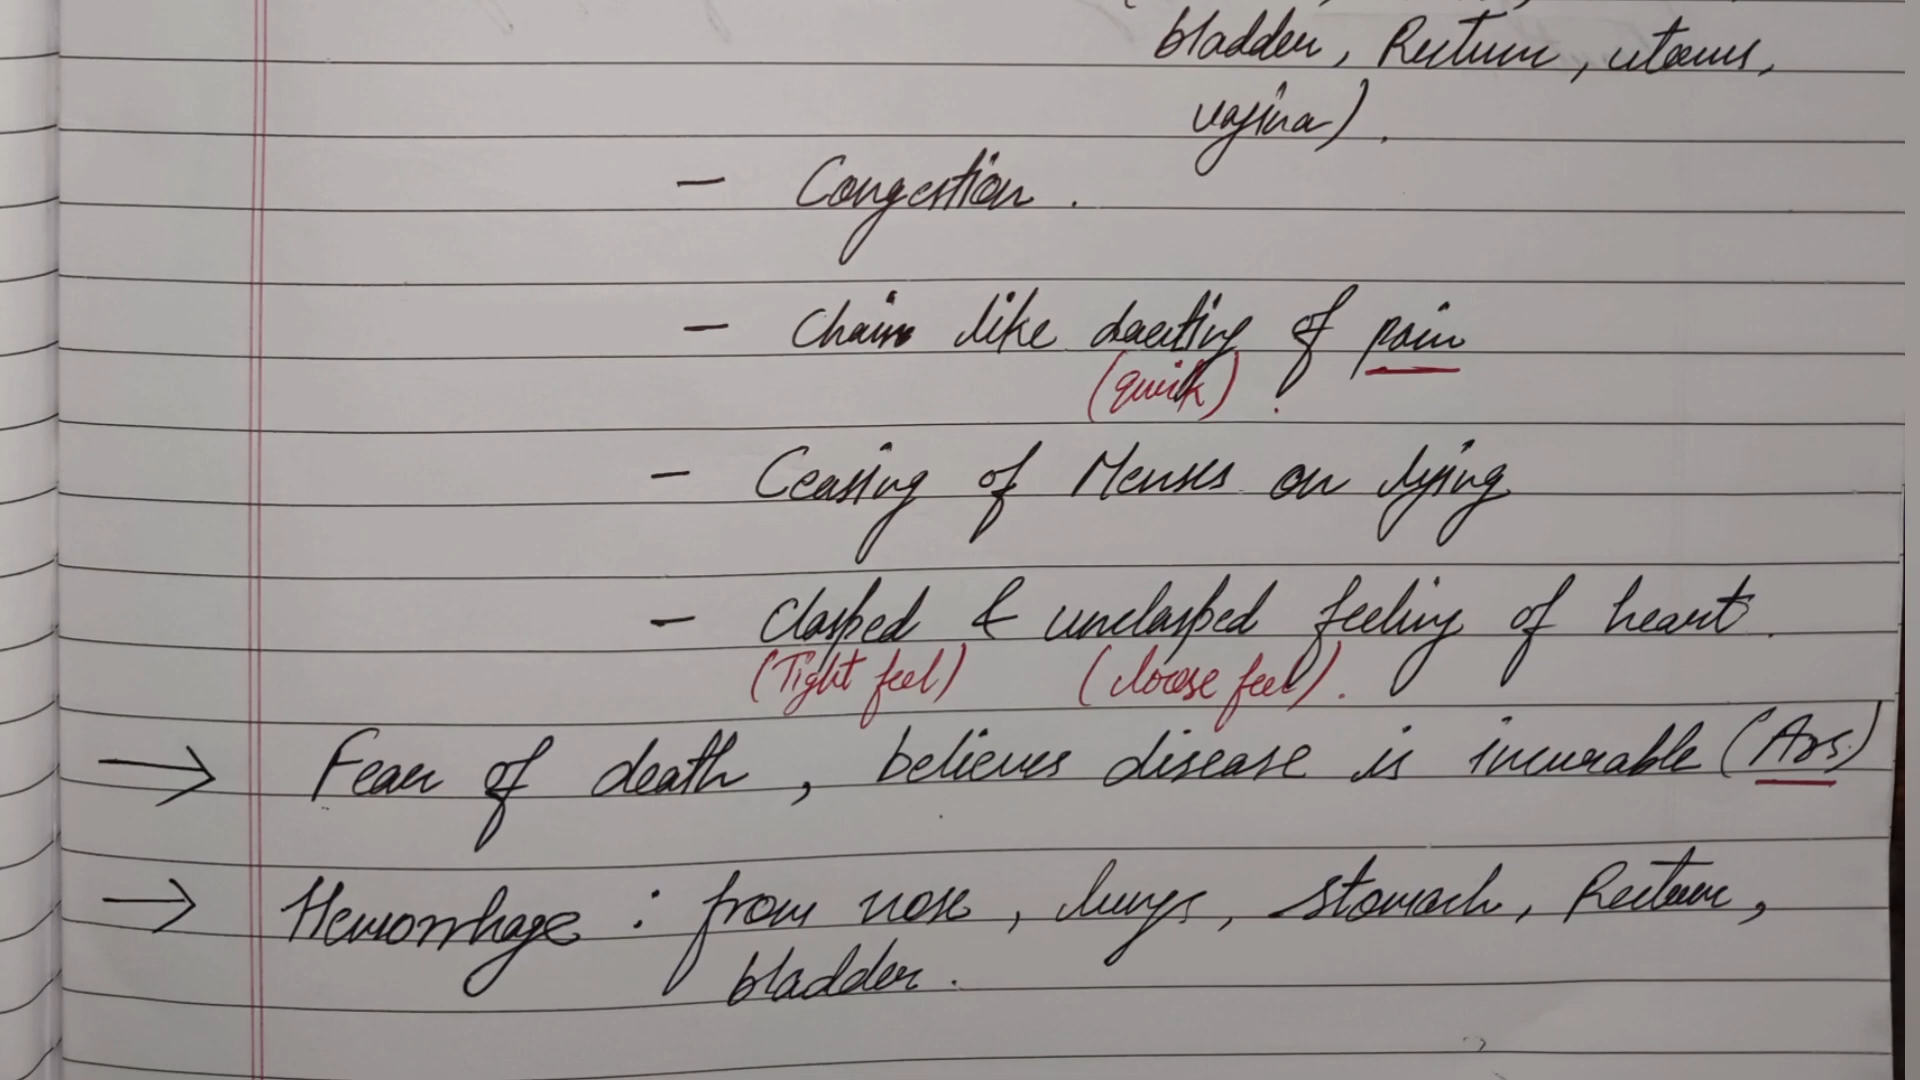 bladder, Rectum, uterus,
vagina).
– Congestion.
– Chain like darting of pain
(quick).
– Ceasing of Menses on lying
– Clasped & unclasped feeling of heart.
(Tight feel) (loose feel).
→ Fear of death, believes disease is incurable (Ars.)
→ Hemorrhage : from nose, lungs, stomach, Rectum,
bladder.